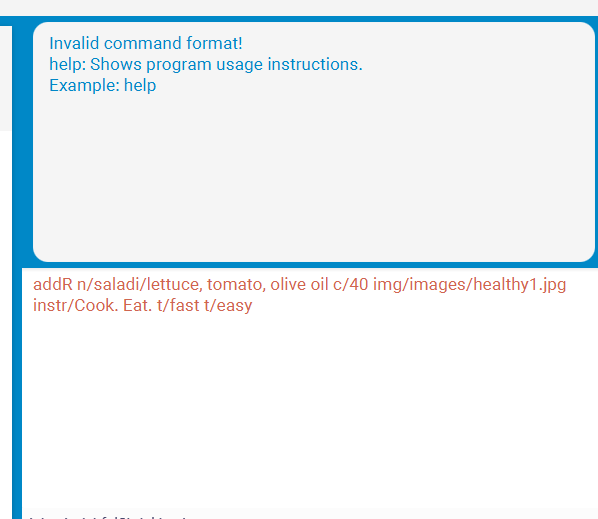 Invalid command format!
help: Shows program usage instructions.
Example: help
addR n/saladi/lettuce, tomato, olive oil c/40 img/images/healthy1.jpg
instr/Cook. Eat. t/fast t/easy